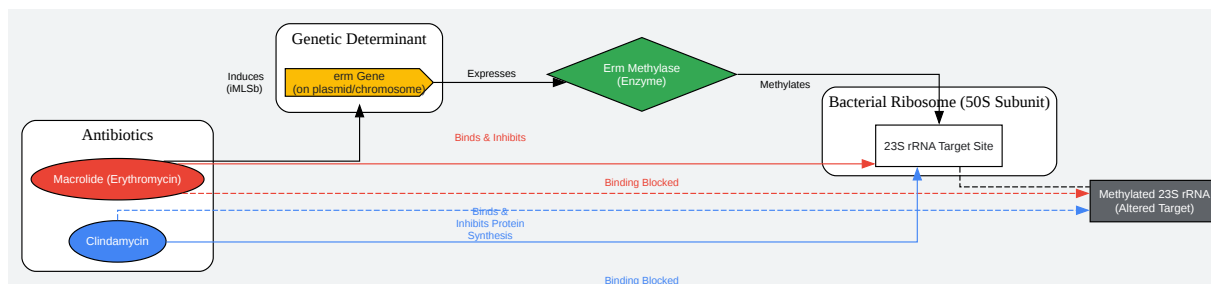 Genetic Determinant
erm Gene
(on plasmid/chromosome)
Induces
(iMLSb)
Expresses
Erm Methylase
(Enzyme)
Methylates
Bacterial Ribosome (50S Subunit)
23S rRNA Target Site
Antibiotics
Macrolide (Erythromycin)
Clindamycin
Binds & Inhibits
Binding Blocked
Binds &
Inhibits Protein
Synthesis
Methylated 23S rRNA
(Altered Target)
Binding Blocked